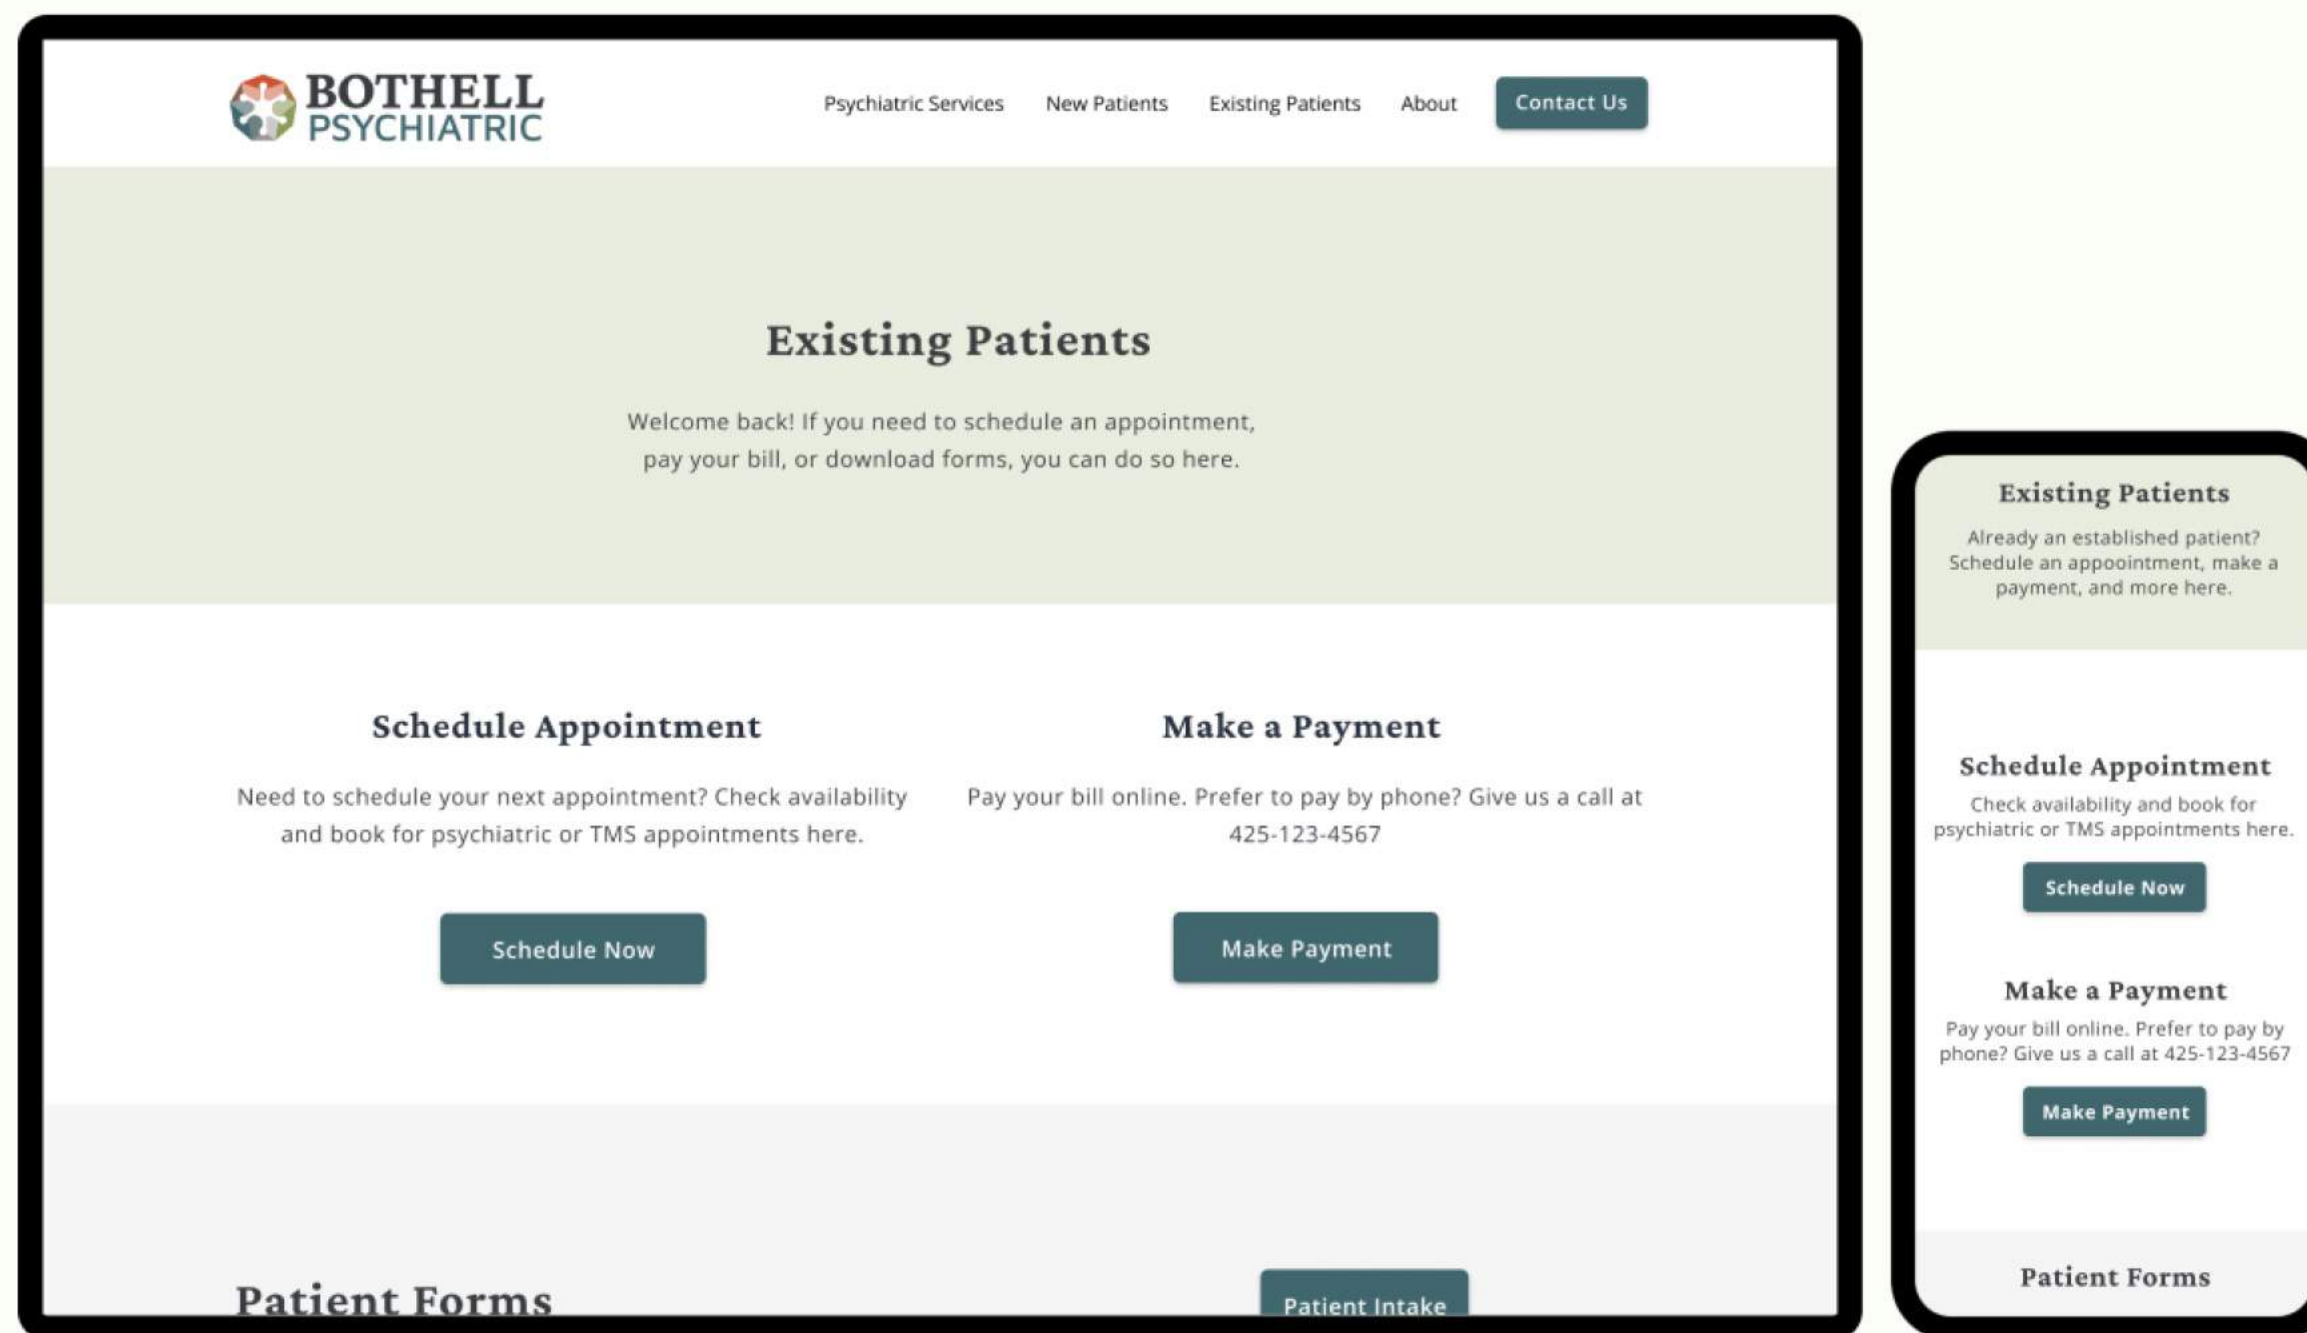 BOTHELL
PSYCHIATRIC
Psychiatric Services New Patients Existing Patients About Contact Us
Existing Patients
Welcome back! If you need to schedule an appointment,
pay your bill, or download forms, you can do so here.
Schedule Appointment
Need to schedule your next appointment? Check availability
and book for psychiatric or TMS appointments here.
Schedule Now
Make a Payment
Pay your bill online. Prefer to pay by phone? Give us a call at
425-123-4567
Make Payment
Patient Forms
Patient Intake
Existing Patients
Already an established patient?
Schedule an appoointment, make a
payment, and more here.
Schedule Appointment
Check availability and book for
psychiatric or TMS appointments here.
Schedule Now
Make a Payment
Pay your bill online. Prefer to pay by
phone? Give us a call at 425-123-4567
Make Payment
Patient Forms